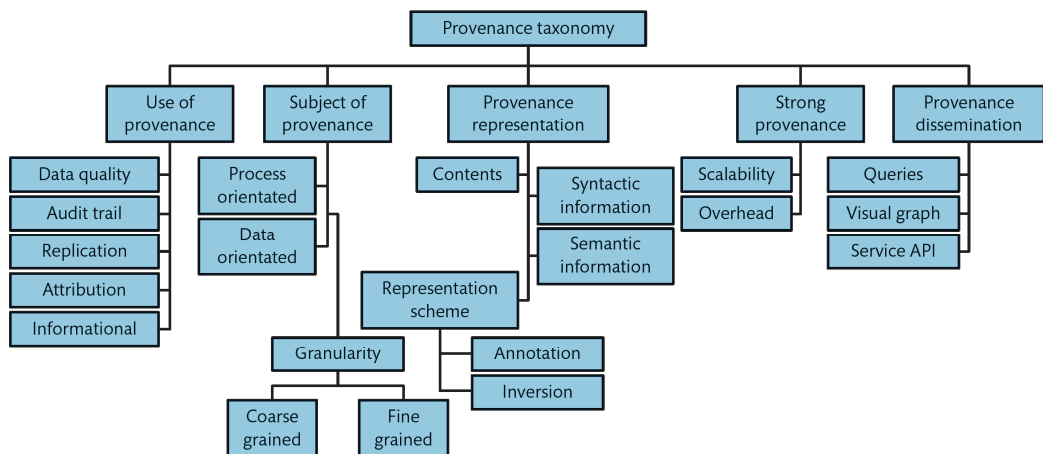 Provenance taxonomy
Use of
provenance
Subject of
provenance
Provenance
representation
Strong
provenance
Provenance
dissemination
Data quality
Audit trail
Replication
Attribution
Informational
Process
orientated
Data
orientated
Granularity
Coarse
grained
Fine
grained
Contents
Syntactic
information
Semantic
information
Representation
scheme
Annotation
Inversion
Scalability
Overhead
Queries
Visual graph
Service API